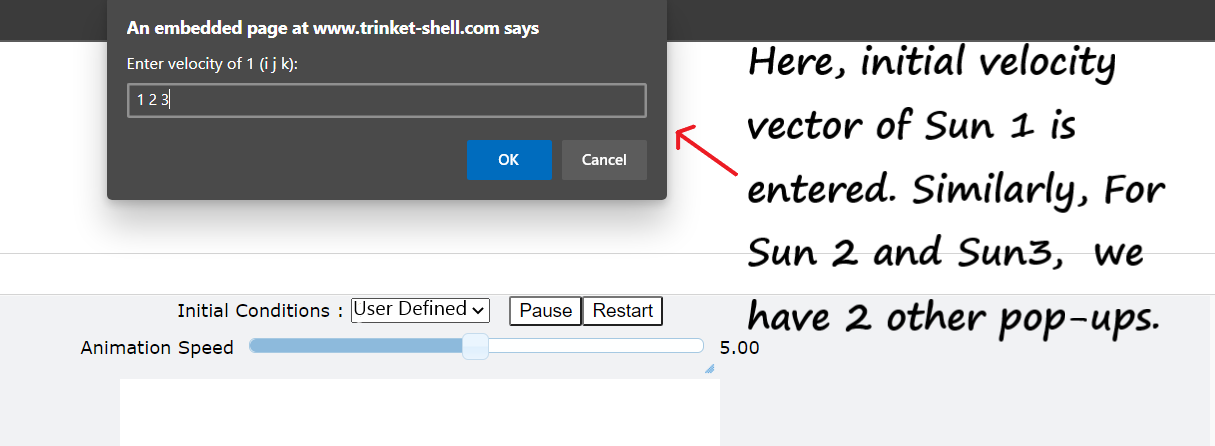 An embedded page at www.trinket-shell.com says
Enter velocity of 1 (i j k):
1 2 3
OK Cancel
Here, initial velocity
vector of Sun 1 is
entered. Similarly, For
Sun 2 and Sun3, we
have 2 other pop-ups.
Initial Conditions : User Defined Pause Restart
Animation Speed 5.00